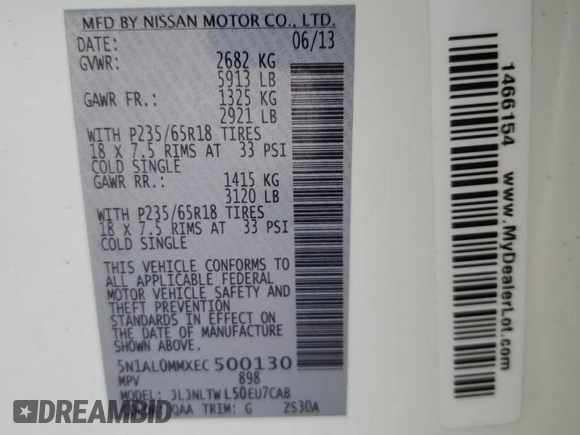 MFD BY NISSAN MOTOR CO., LTD.
DATE: 06/13
GVWR: 2682 KG
5913 LB
GAWR FR.: 1325 KG
2921 LB
WITH P235/65R18 TIRES
18 X 7.5 RIMS AT 33 PSI
COLD SINGLE
GAWR RR.: 1415 KG
3120 LB
WITH P235/65R18 TIRES
18 X 7.5 RIMS AT 33 PSI
COLD SINGLE
THIS VEHICLE CONFORMS TO
ALL APPLICABLE FEDERAL
MOTOR VEHICLE SAFETY AND
THEFT PREVENTION
STANDARDS IN EFFECT ON
THE DATE OF MANUFACTURE
SHOWN ABOVE.
5N1AL0MMXEC500130
MPV 898
MODEL: JLJNLTWL50EU7CAB
QAA TRIM: G ZS30A
1466154 www.MyDealerLot.com
DREAMBID